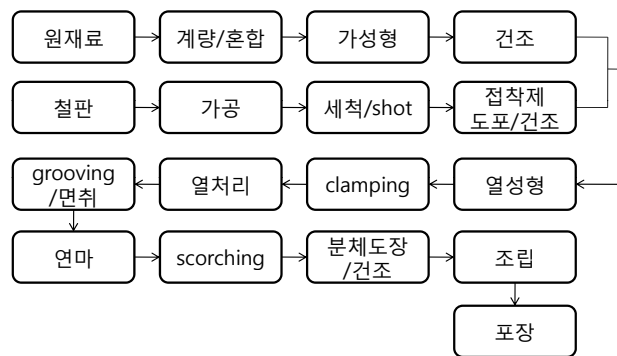 원재료
계량/혼합
가성형
건조
철판
가공
세척/shot
접착제
도포/건조
grooving
/면취
열처리
clamping
열성형
연마
scorching
분체도장
/건조
조립
포장